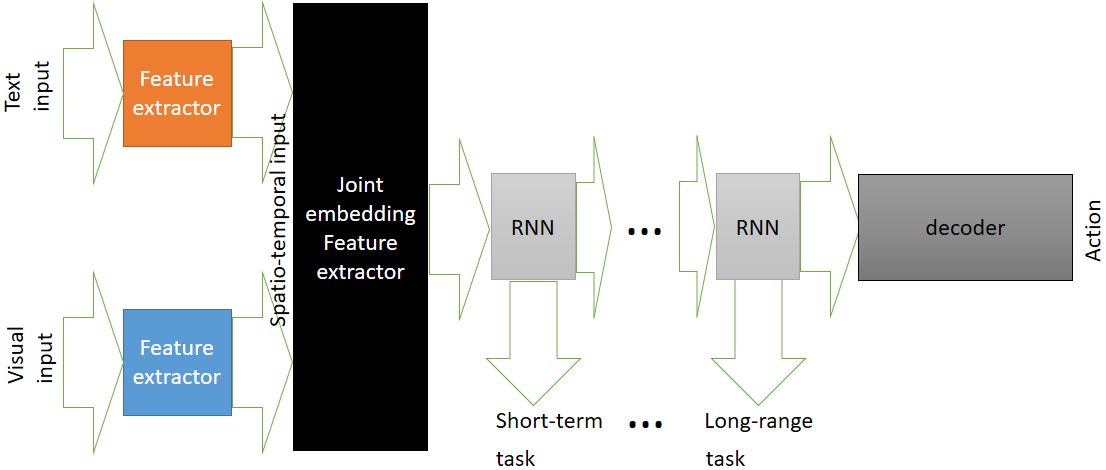 Text
input
Feature
extractor
Spatio-temporal input
Visual
input
Feature
extractor
Joint
embedding
Feature
extractor
RNN
...
RNN
decoder
Action
Short-term
task
...
Long-range
task